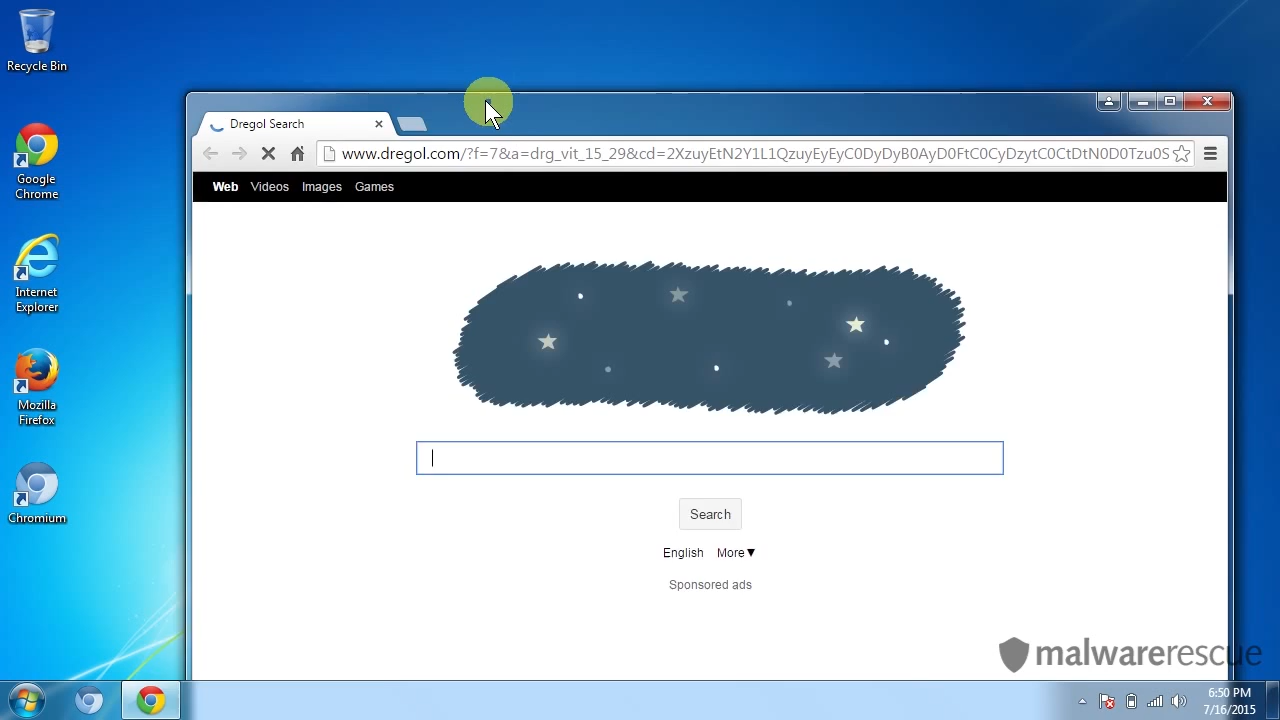 Recycle Bin
Google
Chrome
Internet
Explorer
Mozilla
Firefox
Chromium
Dregol Search
www.dregol.com/?f=7&a=drg_vit_15_29&cd=2XzuyEtN2Y1L1QzuyEyEyC0DyDyB0AyD0FtC0CyDzytC0CtDtN0D0Tzu0S
Web Videos Images Games
Search
English More▼
Sponsored ads
malwarerescue
6:50 PM
7/16/2015